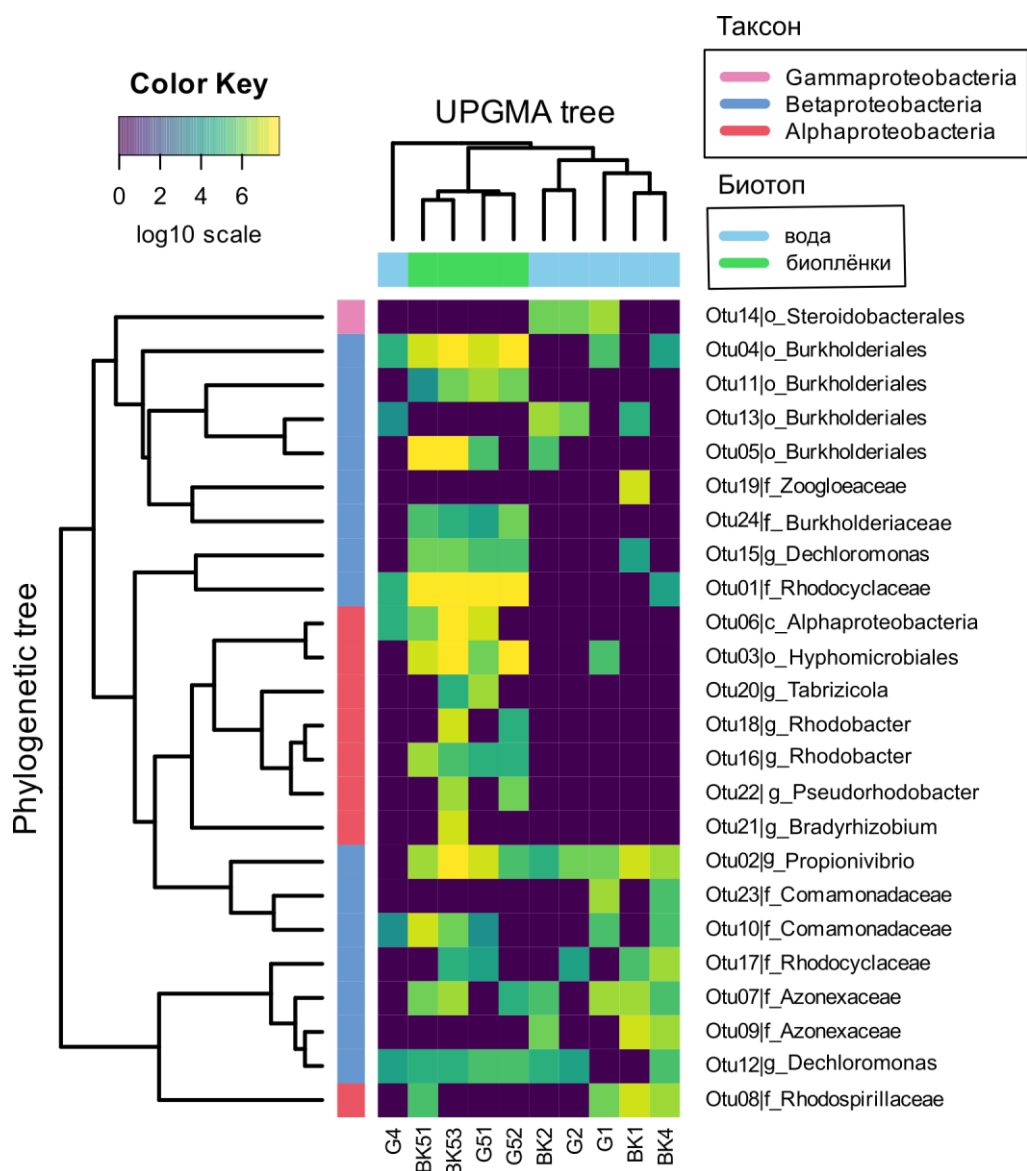 Таксон
Gammaproteobacteria
Betaproteobacteria
Alphaproteobacteria
Color Key
0 2 4 6
log10 scale
UPGMA tree
Биотоп
вода
биоплёнки
Phylogenetic tree
Otu14|o_Steroidobacterales
Otu04|o_Burkholderiales
Otu11|o_Burkholderiales
Otu13|o_Burkholderiales
Otu05|o_Burkholderiales
Otu19|f_Zoogloeaceae
Otu24|f_Burkholderiaceae
Otu15|g_Dechloromonas
Otu01|f_Rhodocyclaceae
Otu06|c_Alphaproteobacteria
Otu03|o_Hyphomicrobiales
Otu20|g_Tabrizicola
Otu18|g_Rhodobacter
Otu16|g_Rhodobacter
Otu22| g_Pseudorhodobacter
Otu21|g_Bradyrhizobium
Otu02|g_Propionivibrio
Otu23|f_Comamonadaceae
Otu10|f_Comamonadaceae
Otu17|f_Rhodocyclaceae
Otu07|f_Azonexaceae
Otu09|f_Azonexaceae
Otu12|g_Dechloromonas
Otu08|f_Rhodospirillaceae
G4 BK51 BK53 G51 G52 BK2 G2 G1 BK1 BK4